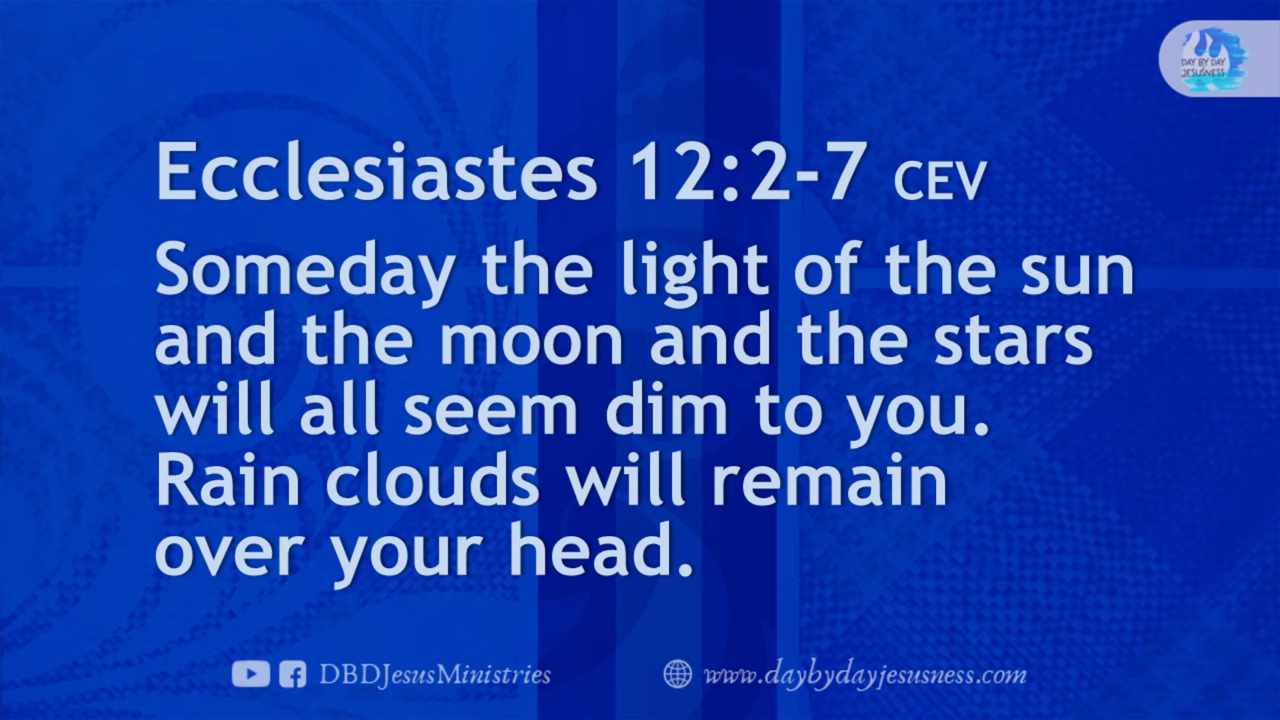 DAY BY DAY
JESUSNESS
Ecclesiastes 12:2-7 CEV
Someday the light of the sun
and the moon and the stars
will all seem dim to you.
Rain clouds will remain
over your head.
DBDJesusMinistries
www.daybydayjesusness.com